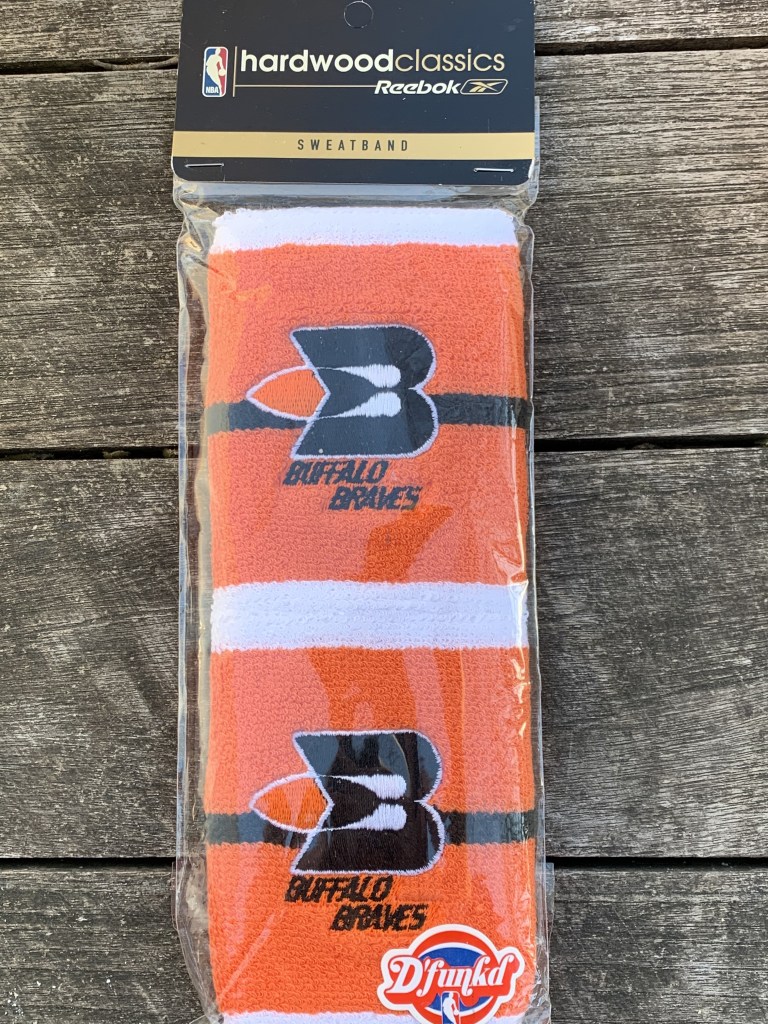 hardwoodclassics
NBA
Reebok
SWEATBAND
BUFFALO
BRAVES
BUFFALO
BRAVES
D'funkd